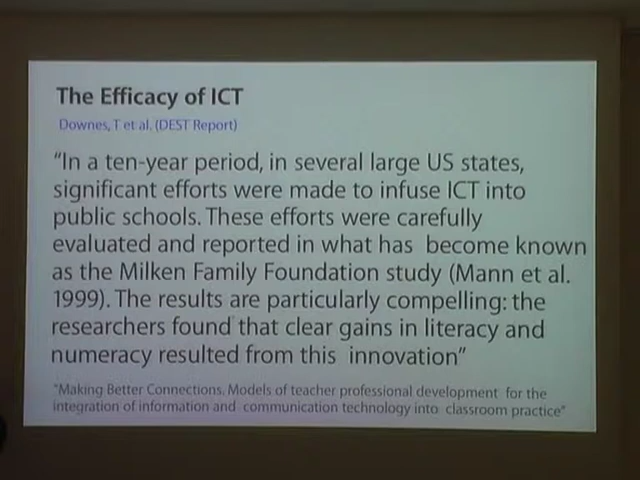 The Efficacy of ICT
Downes, T et al. (DEST Report)
“In a ten-year period, in several large US states,
significant efforts were made to infuse ICT into
public schools. These efforts were carefully
evaluated and reported in what has become known
as the Milken Family Foundation study (Mann et al.
1999). The results are particularly compelling: the
researchers found that clear gains in literacy and
numeracy resulted from this innovation”
"Making Better Connections. Models of teacher professional development for the
integration of information and communication technology into classroom practice"